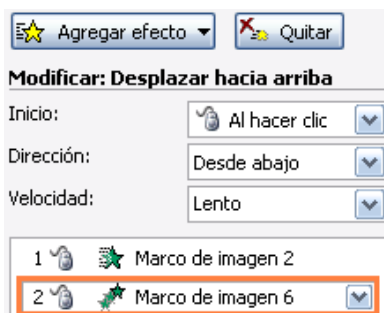 Agregar efecto Quitar
Modificar: Desplazar hacia arriba
Inicio: Al hacer clic
Dirección: Desde abajo
Velocidad: Lento
1 Marco de imagen 2
2 Marco de imagen 6